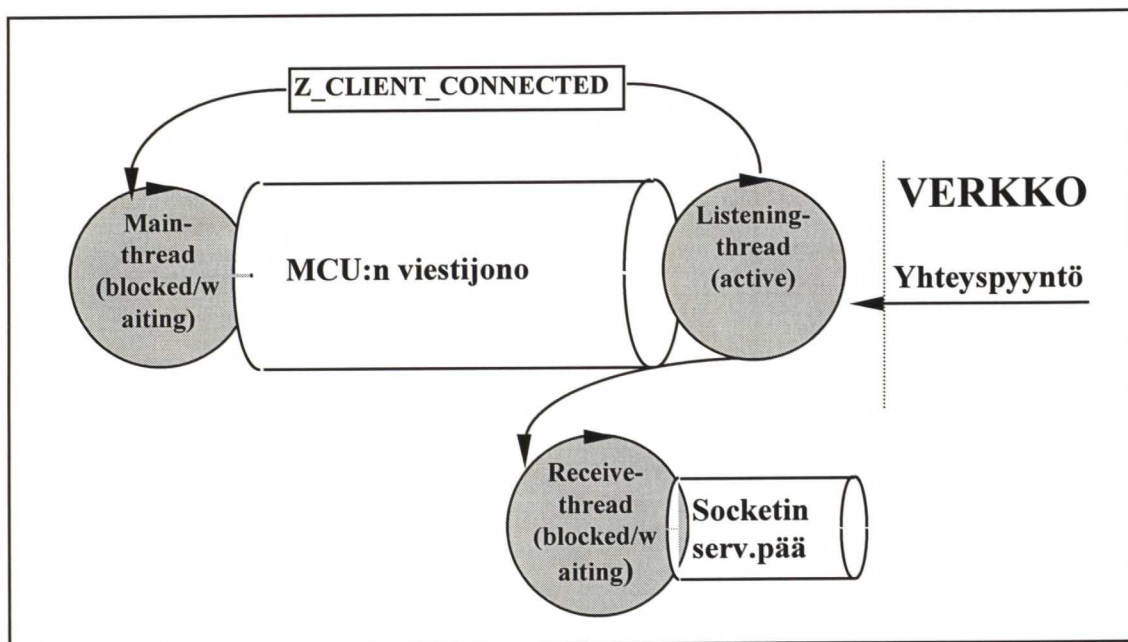 Z_CLIENT_CONNECTED
Main-
thread
(blocked/w
aiting)
MCU:n viestijono
Listening-
thread
(active)
VERKKO
Yhteyspyyntö
Receive-
thread
(blocked/w
aiting)
Socketin
serv.pää